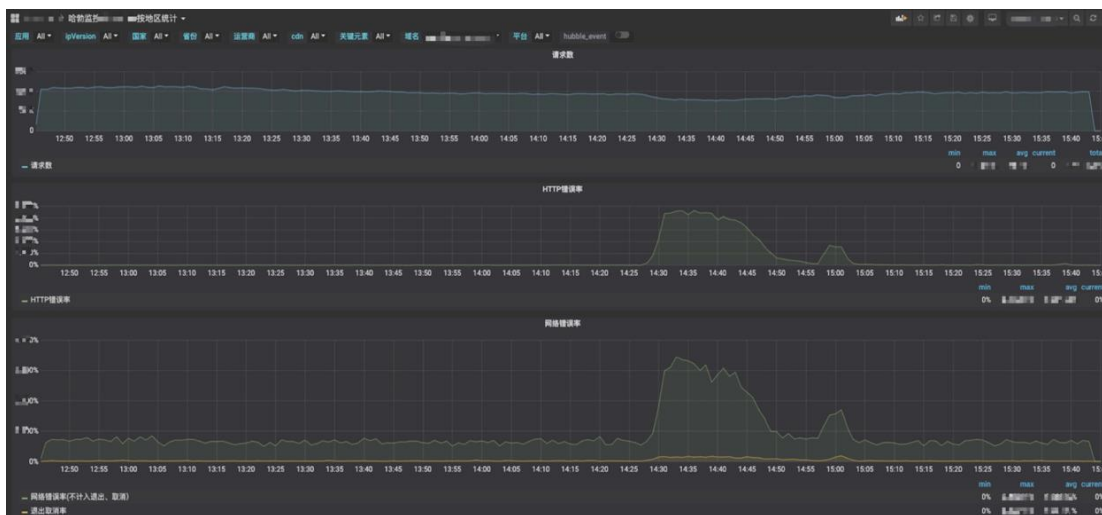 哈勃监控 按地区统计
应用 All ipVersion All 国家 All 省份 All 运营商 All cdn All 关键元素 All 域名 平台 All hubble_event
请求数
0
12:50 12:55 13:00 13:05 13:10 13:15 13:20 13:25 13:30 13:35 13:40 13:45 13:50 13:55 14:00 14:05 14:10 14:15 14:20 14:25 14:30 14:35 14:40 14:45 14:50 14:55 15:00 15:05 15:10 15:15 15:20 15:25 15:30 15:35 15:40 15:
min max avg current tota
请求数 0 0
HTTP错误率
0%
12:50 12:55 13:00 13:05 13:10 13:15 13:20 13:25 13:30 13:35 13:40 13:45 13:50 13:55 14:00 14:05 14:10 14:15 14:20 14:25 14:30 14:35 14:40 14:45 14:50 14:55 15:00 15:05 15:10 15:15 15:20 15:25 15:30 15:35 15:40 15:
min max avg curren
HTTP错误率 0% 0%
网络错误率
0%
12:50 12:55 13:00 13:05 13:10 13:15 13:20 13:25 13:30 13:35 13:40 13:45 13:50 13:55 14:00 14:05 14:10 14:15 14:20 14:25 14:30 14:35 14:40 14:45 14:50 14:55 15:00 15:05 15:10 15:15 15:20 15:25 15:30 15:35 15:40 15:
min max avg curren
网络错误率(不计入退出、取消) 0% 0%
退出取消率 0% 0%